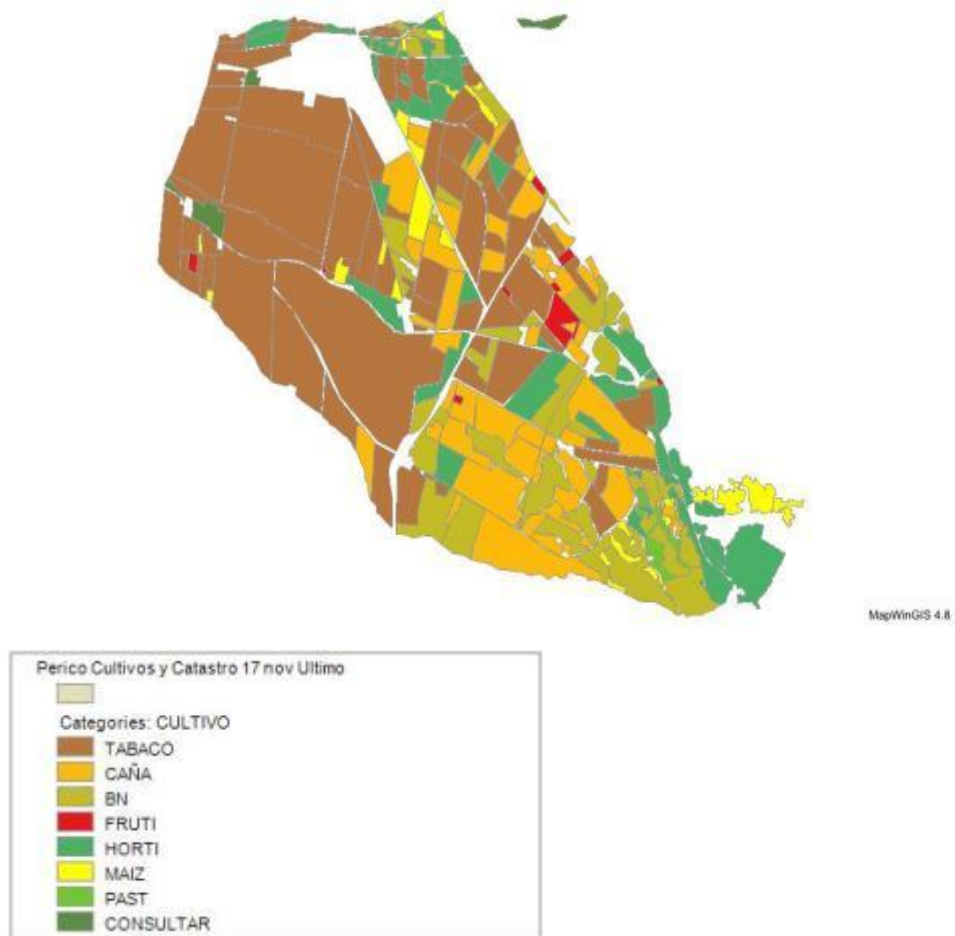 MapWinGIS 4.8
Perico Cultivos y Catastro 17 nov Ultimo
Categories: CULTIVO
TABACO
CAÑA
BN
FRUTI
HORTI
MAIZ
PAST
CONSULTAR